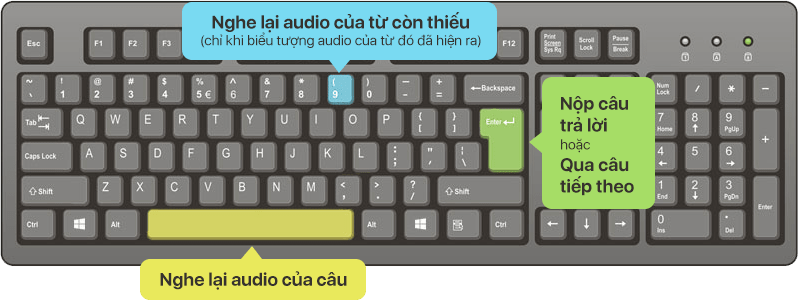 Nghe lại audio của từ còn thiếu
(chỉ khi biểu tượng audio của từ đó đã hiện ra)
Esc F1 F2 F3 F12 Print Screen Sys Rq Scroll Lock Pause Break
1 A
~ ` ! 1 @ 2 # 3 $ 4 % 5 € ^ 6 & 7 * 8 ( 9 ) 0 — - + = Backspace Num Lock / * −
Tab Q W E R T Y U I O P { [ } ] Enter 7 Home 8 9 PgUp +
Caps Lock A S D F G H J K L : ; " ' | \ 4 5 6
Shift Z X C V B N M < , > . ? / Shift 1 End 2 3 PgDn Enter
Ctrl Alt Alt Ctrl 0 Ins . Del
Nộp câu
trả lời
hoặc
Qua câu
tiếp theo
Nghe lại audio của câu